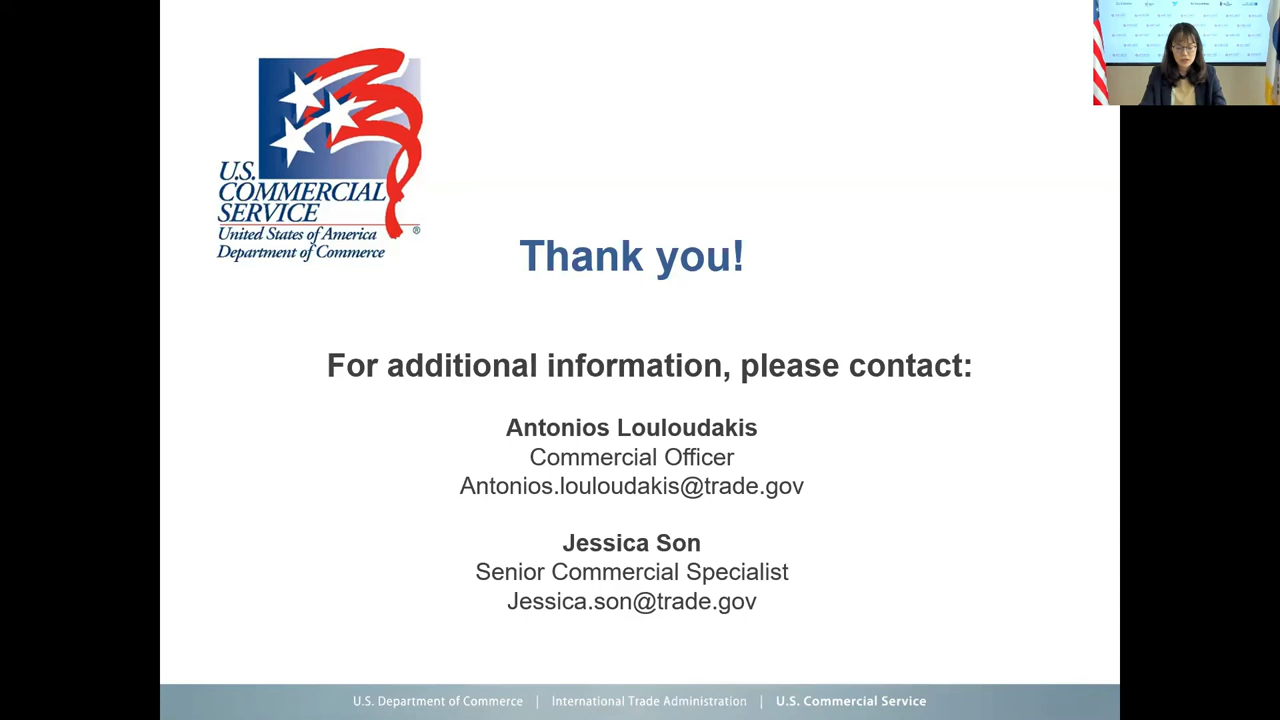 U.S.
COMMERCIAL
SERVICE
United States of America
Department of Commerce
®
Thank you!
For additional information, please contact:
Antonios Louloudakis
Commercial Officer
Antonios.louloudakis@trade.gov
Jessica Son
Senior Commercial Specialist
Jessica.son@trade.gov
U.S. Department of Commerce | International Trade Administration | U.S. Commercial Service